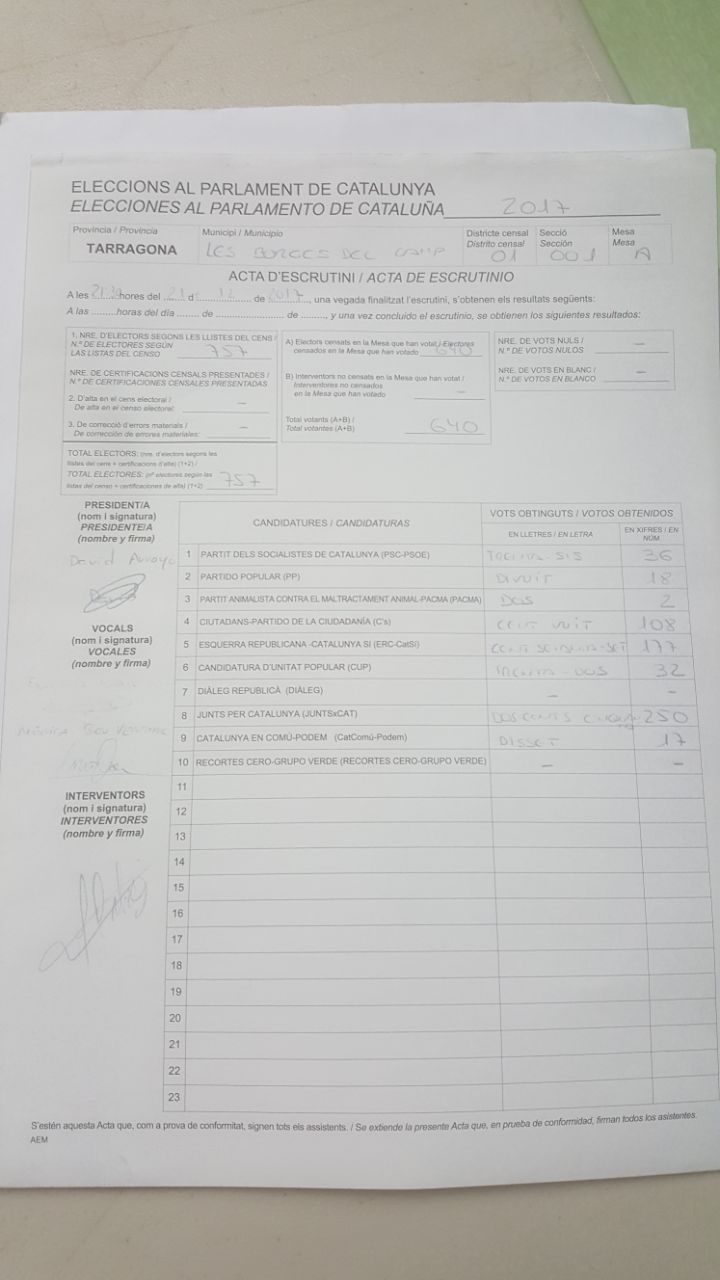 ELECCIONS AL PARLAMENT DE CATALUNYA
ELECCIONES AL PARLAMENTO DE CATALUÑA 2017
Província / Provincia Municipi / Municipio Districte censal Secció Mesa
Distrito censal Sección Mesa
TARRAGONA LES BORGES DEL CAMP 01 001 A
ACTA D'ESCRUTINI / ACTA DE ESCRUTINIO
A les hores del 21 d 12 de 2017, una vegada finalitzat l'escrutini, s'obtenen els resultats següents:
A las ........ horas del día ....... de ................ de ........, y una vez concluido el escrutinio, se obtienen los siguientes resultados:
1. NRE. D'ELECTORS SEGONS LES LLISTES DEL CENS /
N.º DE ELECTORES SEGÚN
LAS LISTAS DEL CENSO 757
NRE. DE CERTIFICACIONS CENSALS PRESENTADES /
N.º DE CERTIFICACIONES CENSALES PRESENTADAS
2. D'alta en el cens electoral / –
De alta en el censo electoral:
3. De correcció d'errors materials / –
De corrección de errores materiales:
TOTAL ELECTORS: (nre. d'electors segons les
llistes del cens + certificacions d'alta) (1+2) /
TOTAL ELECTORES: (nº electores según las
listas del censo + certificaciones de alta) (1+2) 757
A) Electors censats en la Mesa que han votat / Electores
censados en la Mesa que han votado 640
B) Interventors no censats en la Mesa que han votat /
Interventores no censados
en la Mesa que han votado –
Total votants (A+B) /
Total votantes (A+B) 640
NRE. DE VOTS NULS / –
N.º DE VOTOS NULOS
NRE. DE VOTS EN BLANC / –
N.º DE VOTOS EN BLANCO
PRESIDENT/A
(nom i signatura)
PRESIDENTE/A
(nombre y firma)
David Arroyo
VOCALS
(nom i signatura)
VOCALES
(nombre y firma)
Mònica
INTERVENTORS
(nom i signatura)
INTERVENTORES
(nombre y firma)
CANDIDATURES / CANDIDATURAS VOTS OBTINGUTS / VOTOS OBTENIDOS
EN LLETRES / EN LETRA EN XIFRES / EN NÚM.
1 PARTIT DELS SOCIALISTES DE CATALUNYA (PSC-PSOE) TRENTA-SIS 36
2 PARTIDO POPULAR (PP) DIVUIT 18
3 PARTIT ANIMALISTA CONTRA EL MALTRACTAMENT ANIMAL-PACMA (PACMA) DOS 2
4 CIUTADANS-PARTIDO DE LA CIUDADANÍA (C's) CENT VUIT 108
5 ESQUERRA REPUBLICANA -CATALUNYA SÍ (ERC-CatSí) CENT SETANTA-SET 177
6 CANDIDATURA D'UNITAT POPULAR (CUP) 32
7 DIÀLEG REPUBLICÀ (DIÀLEG) – –
8 JUNTS PER CATALUNYA (JUNTSxCAT) DOS-CENTS 250
9 CATALUNYA EN COMÚ-PODEM (CatComú-Podem) DISSET 17
10 RECORTES CERO-GRUPO VERDE (RECORTES CERO-GRUPO VERDE) – –
11
12
13
14
15
16
17
18
19
20
21
22
23
S'estén aquesta Acta que, com a prova de conformitat, signen tots els assistents. / Se extiende la presente Acta que, en prueba de conformidad, firman todos los asistentes.
AEM